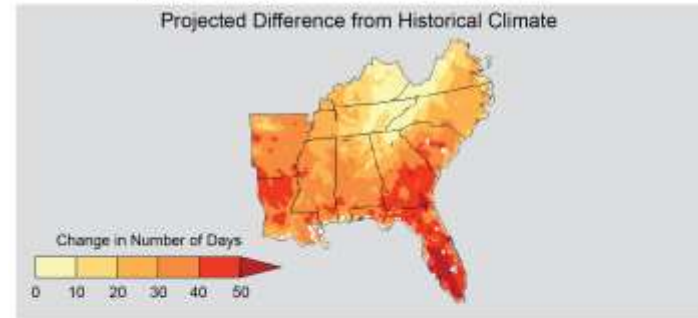 Projected Difference from Historical Climate
Change in Number of Days
0 10 20 30 40 50